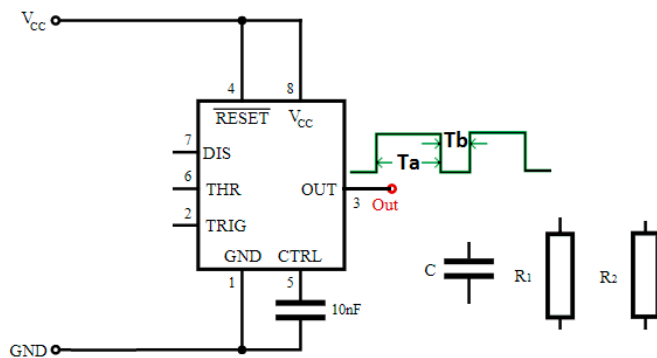 VCC
4
8
RESET
VCC
7
DIS
6
THR
2
TRIG
OUT
3
Out
GND
CTRL
1
5
10nF
GND
Ta
Tb
C
R1
R2